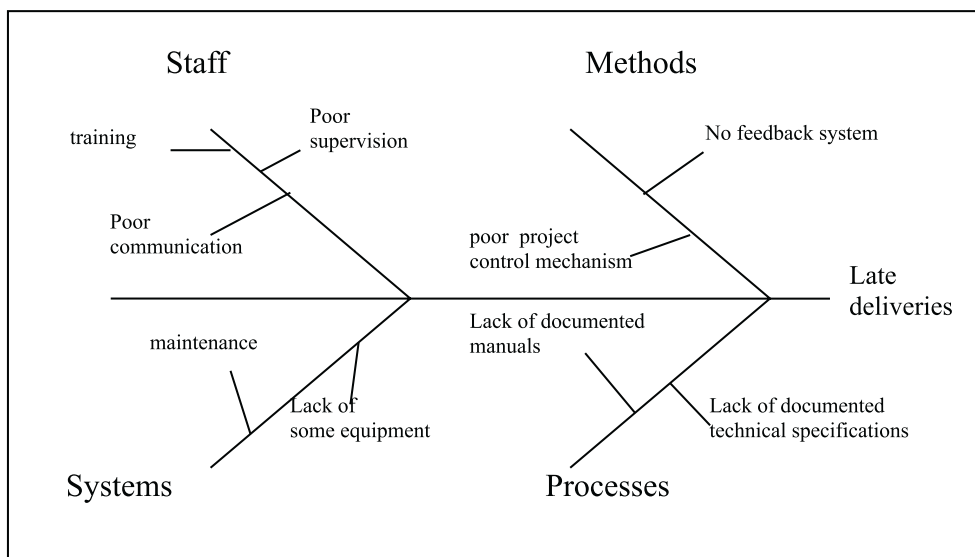 Staff
Methods
training
Poor
supervision
No feedback system
Poor
communication
poor project
control mechanism
Late
deliveries
maintenance
Lack of documented
manuals
Lack of
some equipment
Lack of documented
technical specifications
Systems
Processes